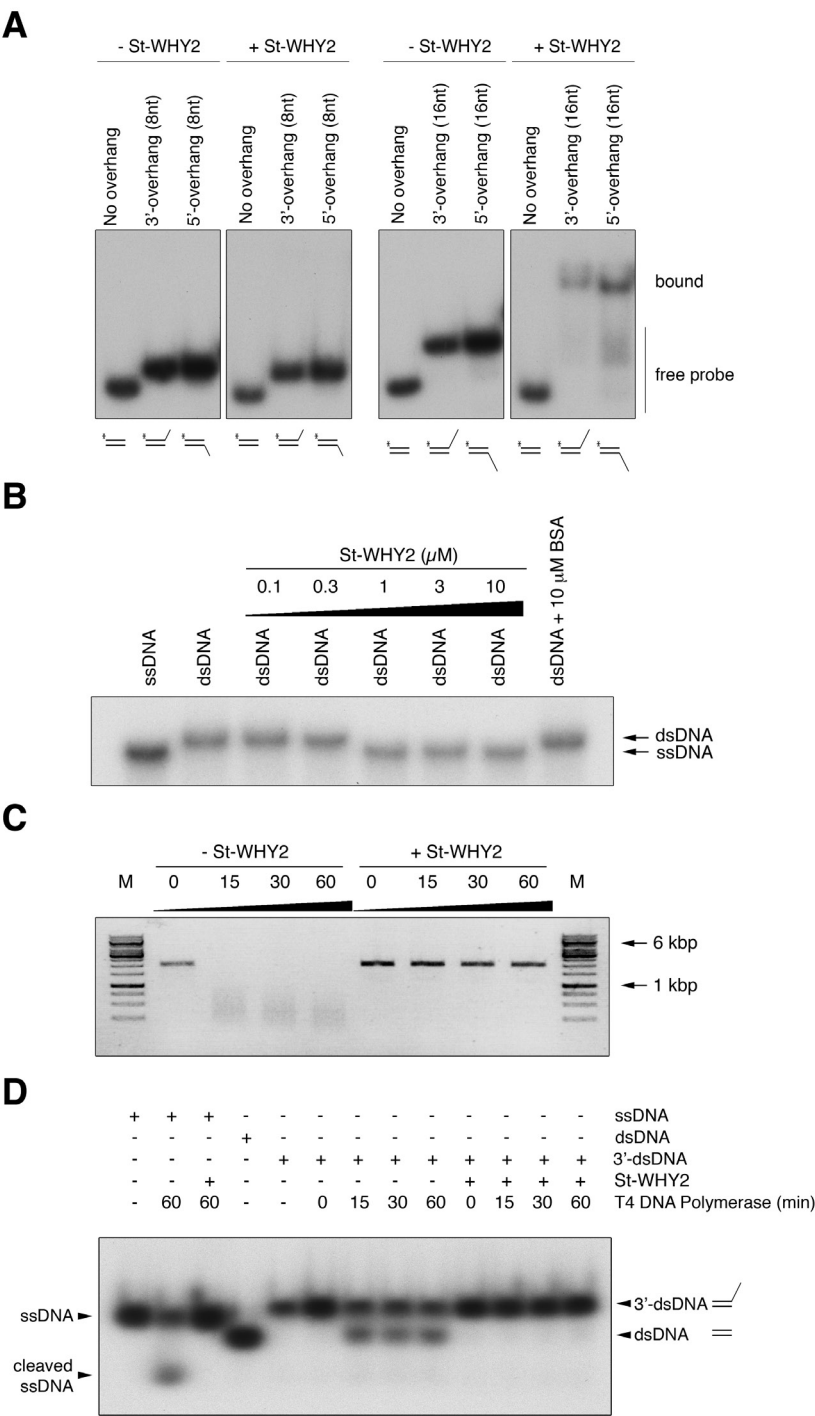 A
- St-WHY2 + St-WHY2 - St-WHY2 + St-WHY2
No overhang 3'-overhang (8nt) 5'-overhang (8nt) No overhang 3'-overhang (8nt) 5'-overhang (8nt) No overhang 3'-overhang (16nt) 5'-overhang (16nt) No overhang 3'-overhang (16nt) 5'-overhang (16nt)
bound
free probe
* * * * * * * * * * * *
B
St-WHY2 (µM)
0.1 0.3 1 3 10
ssDNA dsDNA dsDNA dsDNA dsDNA dsDNA dsDNA dsDNA + 10 µM BSA
dsDNA
ssDNA
C
- St-WHY2 + St-WHY2
M 0 15 30 60 0 15 30 60 M
6 kbp
1 kbp
D
+ + + - - - - - - - - - - ssDNA
- - - + - - - - - - - - - dsDNA
- - - - + + + + + + + + + 3'-dsDNA
- - + - - - - - - + + + + St-WHY2
- 60 60 - - 0 15 30 60 0 15 30 60 T4 DNA Polymerase (min)
3'-dsDNA
ssDNA
dsDNA
cleaved
ssDNA